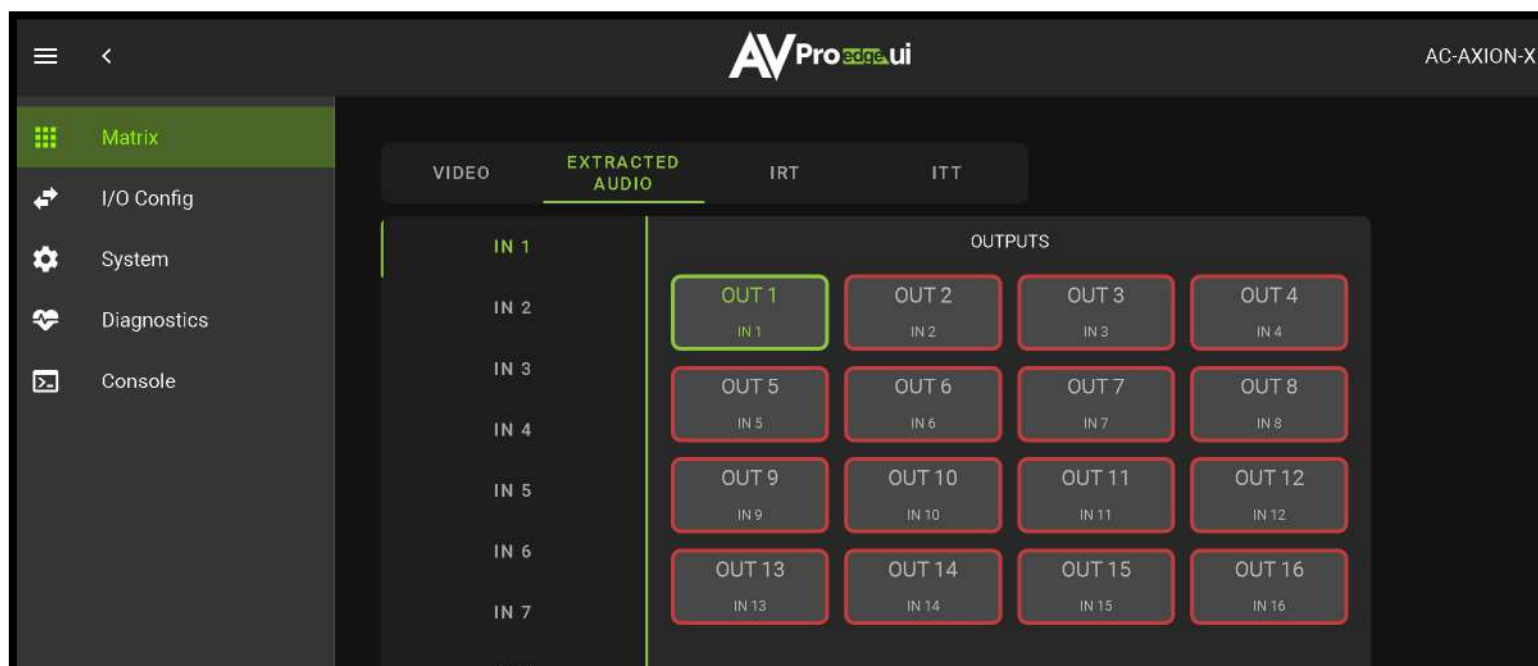 AVPro edge.ui
AC-AXION-X
Matrix
I/O Config
System
Diagnostics
Console
VIDEO
EXTRACTED
AUDIO
IRT
ITT
IN 1
IN 2
IN 3
IN 4
IN 5
IN 6
IN 7
OUTPUTS
OUT 1
IN 1
OUT 2
IN 2
OUT 3
IN 3
OUT 4
IN 4
OUT 5
IN 5
OUT 6
IN 6
OUT 7
IN 7
OUT 8
IN 8
OUT 9
IN 9
OUT 10
IN 10
OUT 11
IN 11
OUT 12
IN 12
OUT 13
IN 13
OUT 14
IN 14
OUT 15
IN 15
OUT 16
IN 16